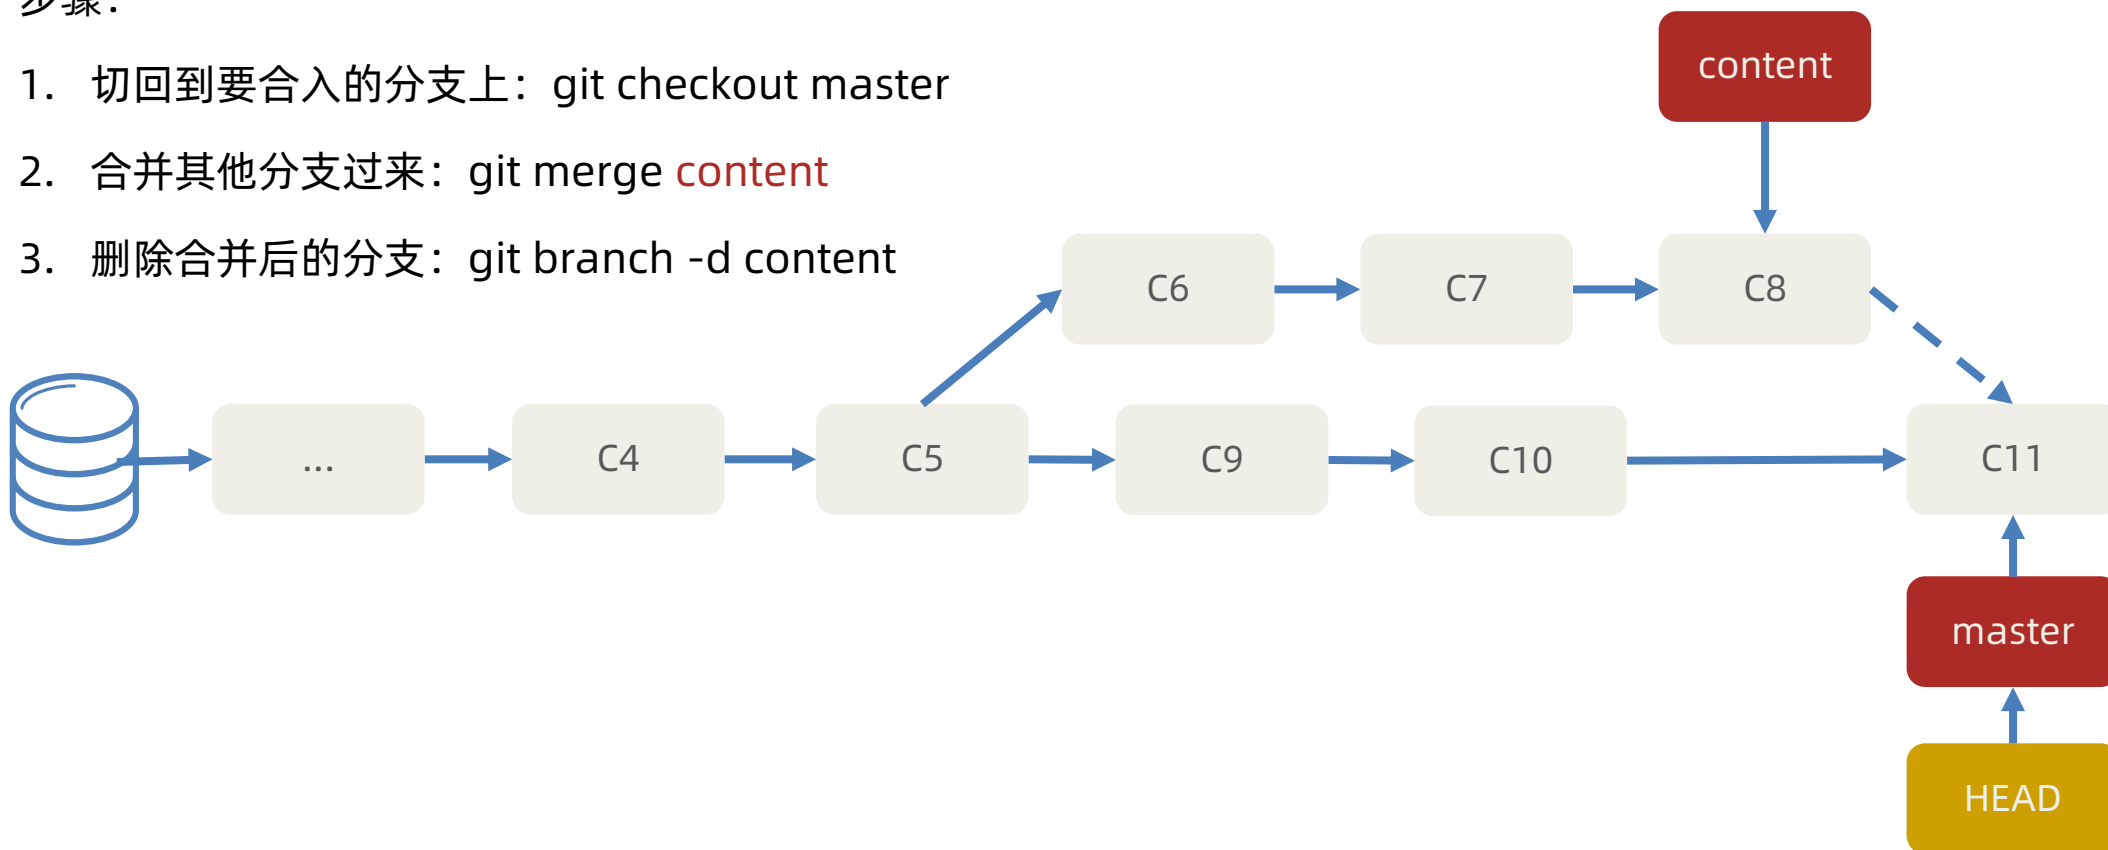 步骤：
1. 切回到要合入的分支上：git checkout master
2. 合并其他分支过来：git merge content
3. 删除合并后的分支：git branch -d content
content
C6
C7
C8
...
C4
C5
C9
C10
C11
master
HEAD